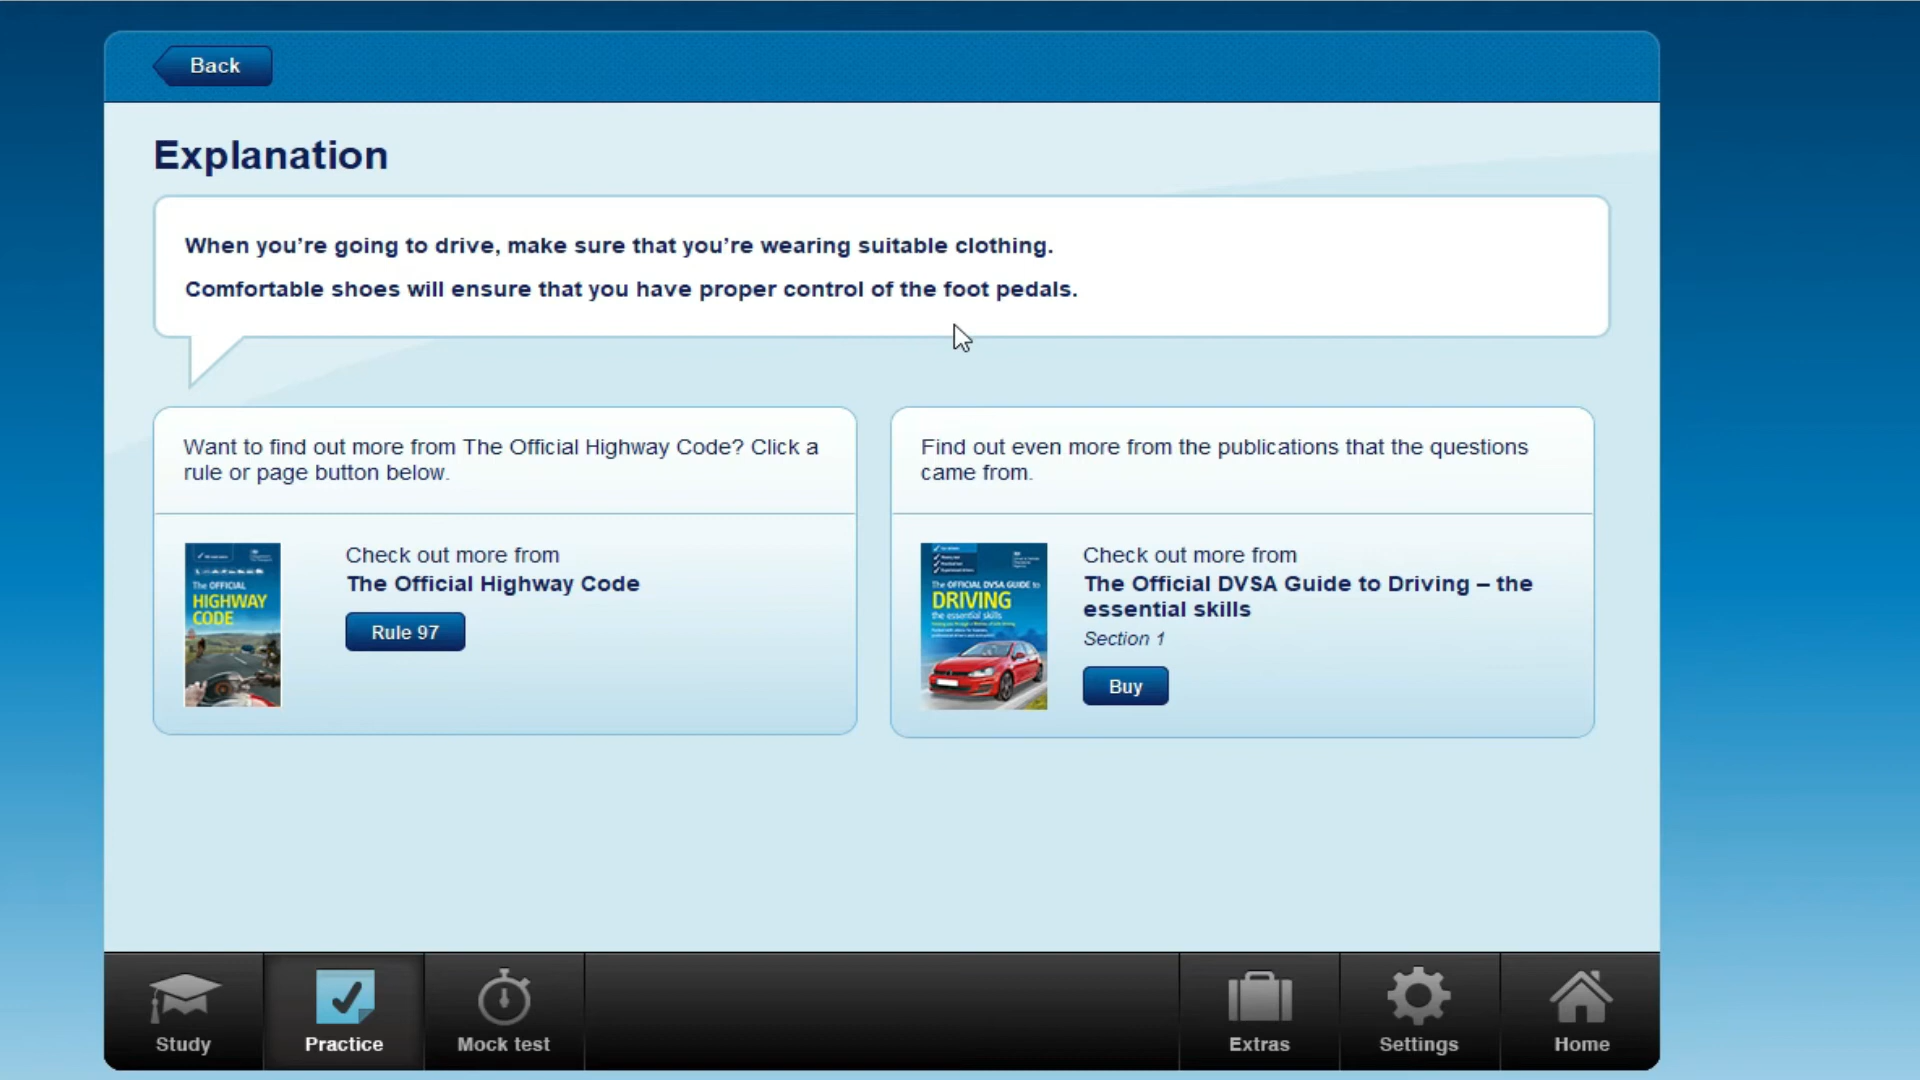 Back
Explanation
When you’re going to drive, make sure that you’re wearing suitable clothing.
Comfortable shoes will ensure that you have proper control of the foot pedals.
Want to find out more from The Official Highway Code? Click a
rule or page button below.
Find out even more from the publications that the questions
came from.
The OFFICIAL
HIGHWAY
CODE
Check out more from
The Official Highway Code
Rule 97
The OFFICIAL DVSA GUIDE to
DRIVING
the essential skills
Check out more from
The Official DVSA Guide to Driving – the
essential skills
Section 1
Buy
Study
Practice
Mock test
Extras
Settings
Home